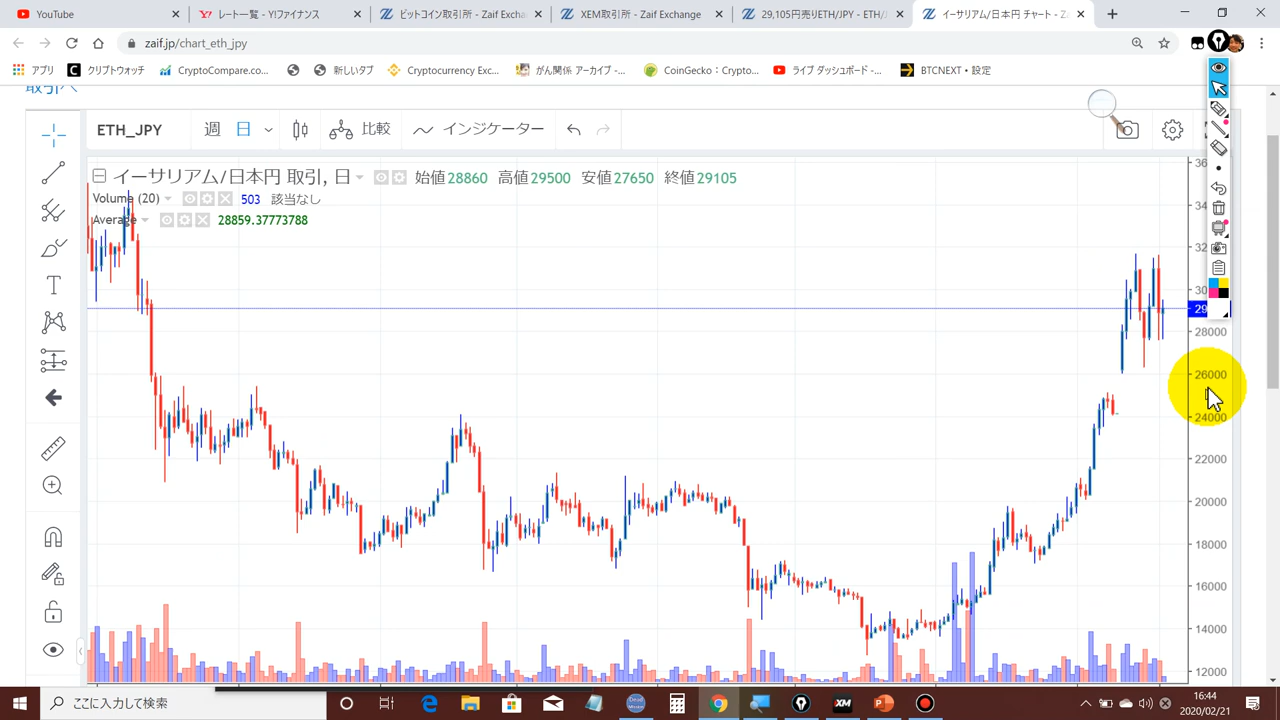 YouTube
レート一覧 - Y!ファイナンス
ビットコイン取引所 - Zaif Excha
XEM取引所 - Zaif Exchange
29,105円売りETH/JPY - ETH/J
イーサリアム/日本円 チャート - Za
zaif.jp/chart_eth_jpy
アプリ
クリプトウォッチ
CryptoCompare.co...
新しいタブ
Cryptocurrency Exc...
がん関係 アーカイブ - ...
CoinGecko : Crypto...
ライブ ダッシュボード - ...
BTCNEXT • 設定
取引へ
ETH_JPY
週
日
比較
インジケーター
イーサリアム/日本円 取引, 日
始値28860 高値29500 安値27650 終値29105
Volume (20)
503 該当なし
Average
28859.37773788
28000
26000
24000
22000
20000
18000
16000
14000
12000
ここに入力して検索
XM
16:44
2020/02/21